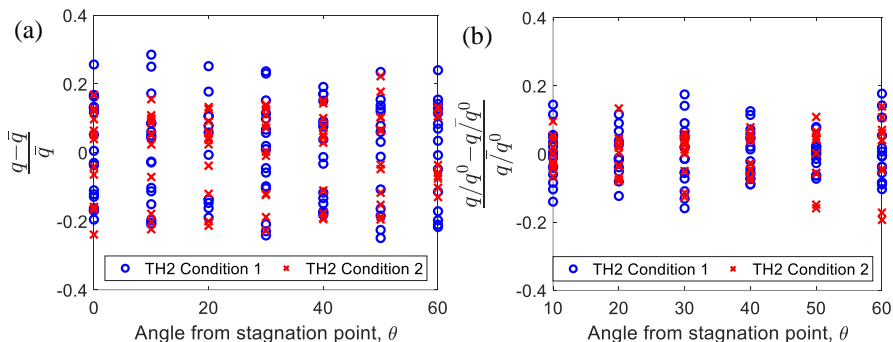 (a)
0.4
0.2
0
-0.2
-0.4
q−q̄
q̄
TH2 Condition 1
TH2 Condition 2
0 10 20 30 40 50 60
Angle from stagnation point, θ
(b)
0.4
0.2
0
-0.2
-0.4
q/q⁰−q/q̄⁰
q/q̄⁰
TH2 Condition 1
TH2 Condition 2
10 20 30 40 50 60
Angle from stagnation point, θ